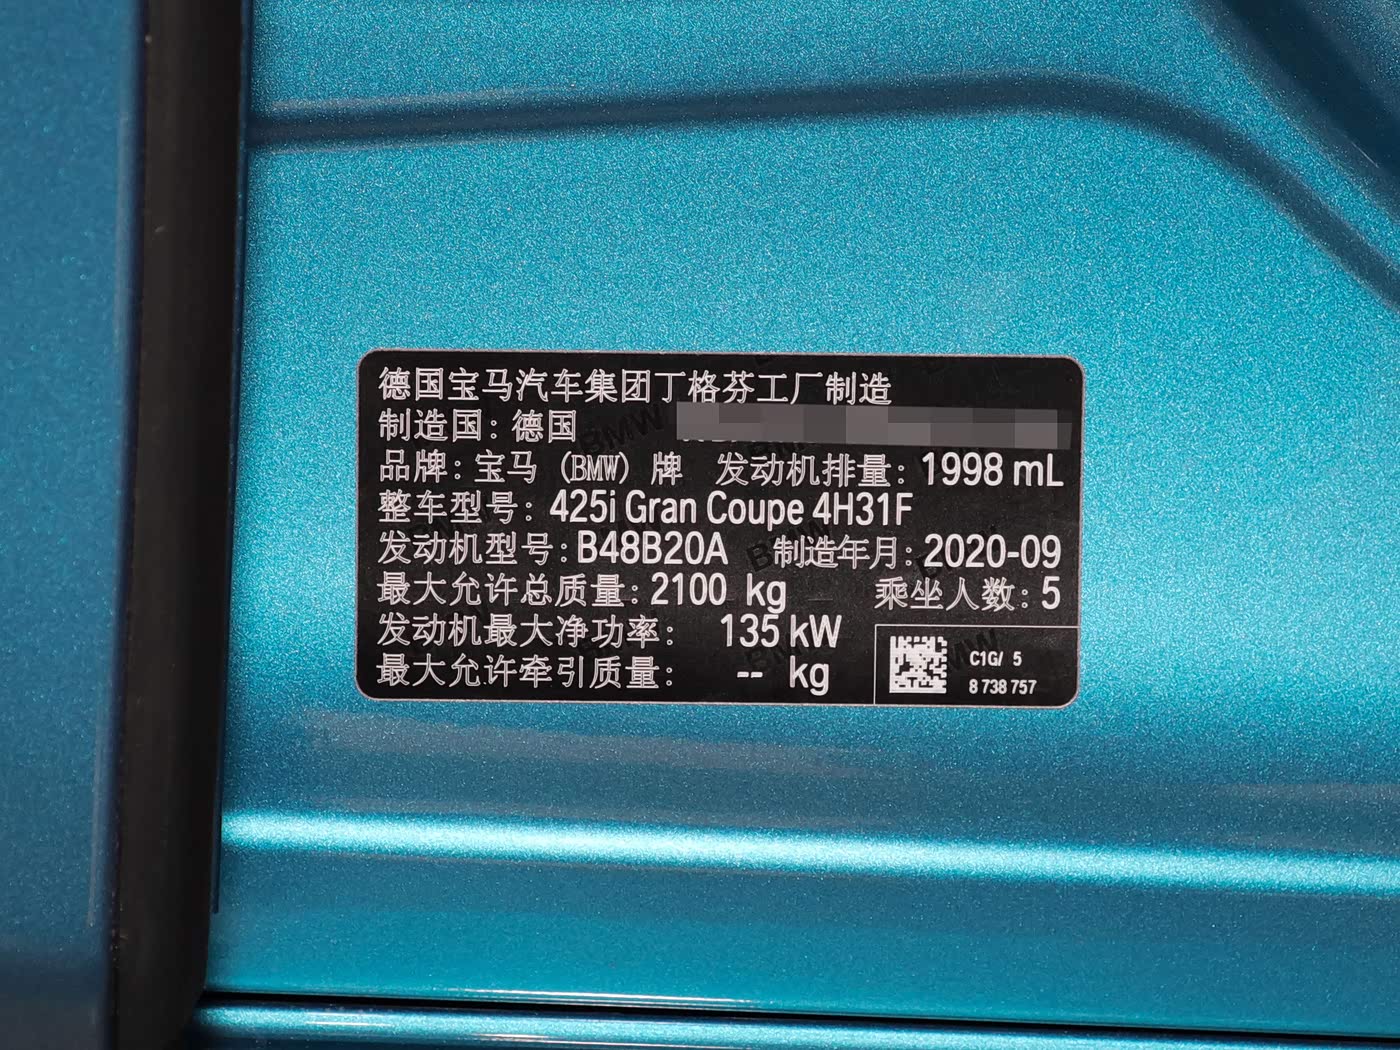 德国宝马汽车集团丁格芬工厂制造
制造国：德国
品牌：宝马（BMW）牌 发动机排量：1998 mL
整车型号：425i Gran Coupe 4H31F
发动机型号：B48B20A 制造年月：2020-09
最大允许总质量：2100 kg 乘坐人数：5
发动机最大净功率： 135 kW
最大允许牵引质量： -- kg
C1G/ 5
8 738 757